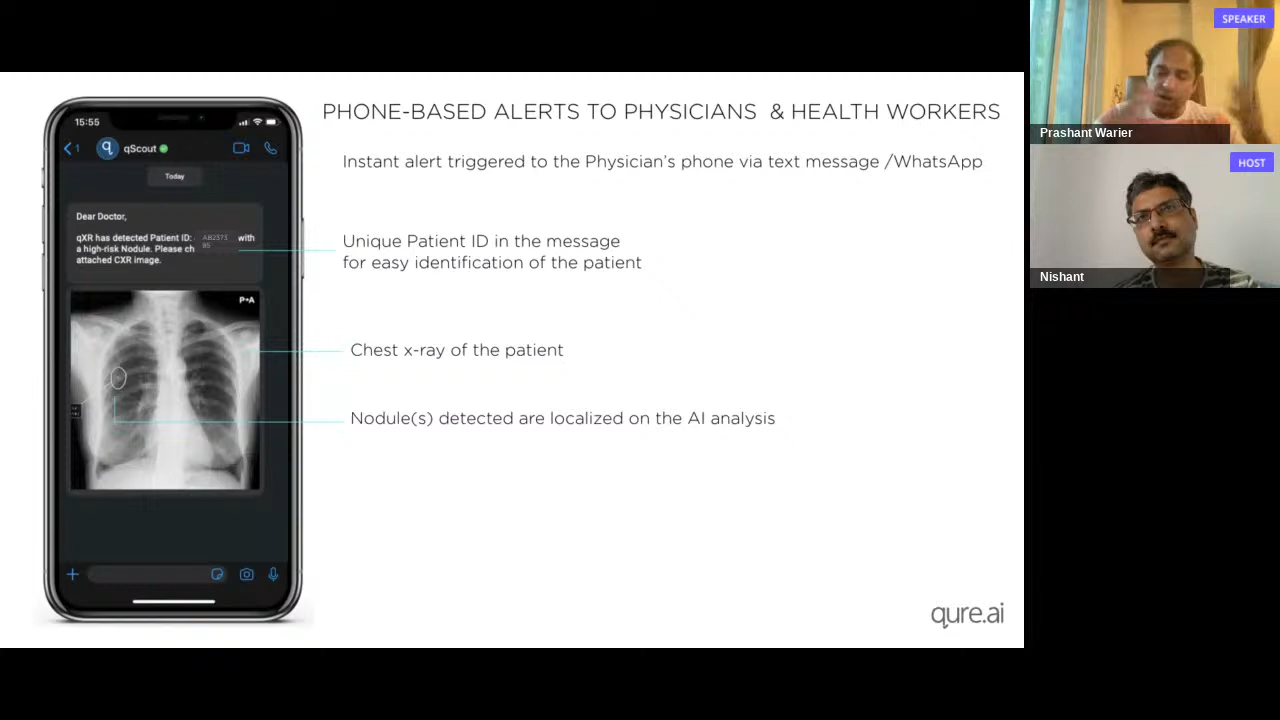 PHONE-BASED ALERTS TO PHYSICIANS & HEALTH WORKERS
Instant alert triggered to the Physician's phone via text message /WhatsApp
Unique Patient ID in the message
for easy identification of the patient
Chest x-ray of the patient
Nodule(s) detected are localized on the AI analysis
15:55
1
qScout
Today
Dear Doctor,
qXR has detected Patient ID: AB2373 with
a high-risk Nodule. Please ch
attached CXR image.
P+A
qure.ai
SPEAKER
Prashant Warier
HOST
Nishant